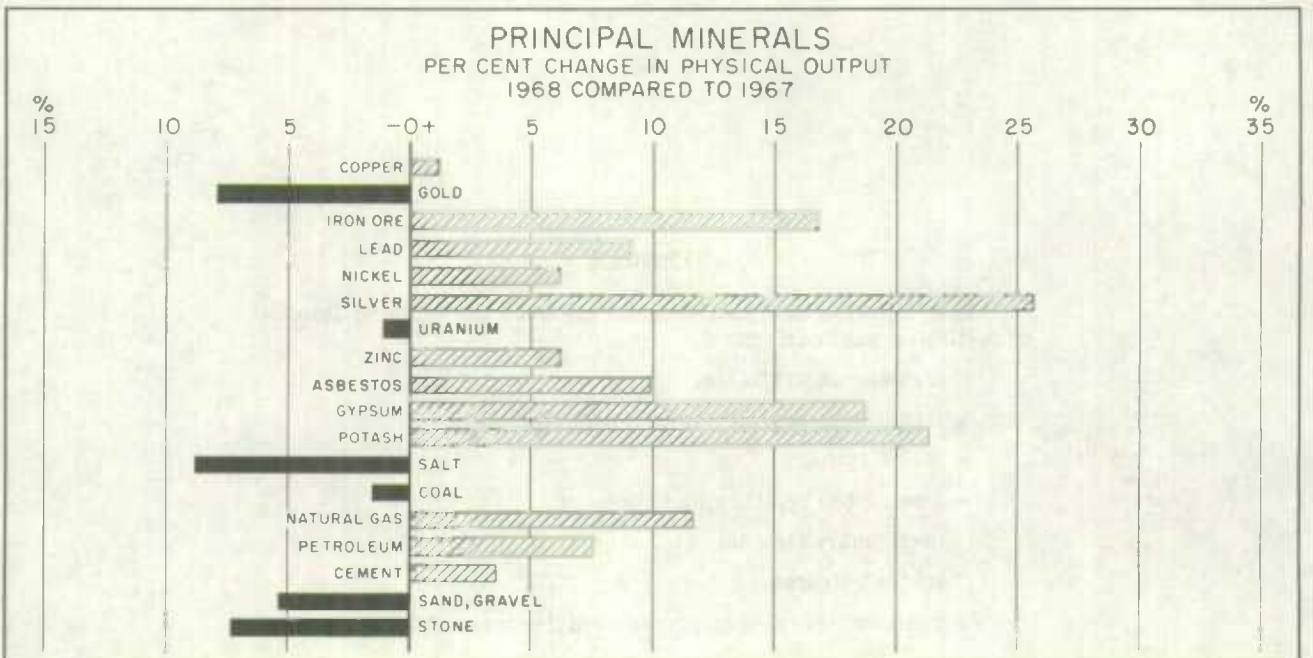 PRINCIPAL MINERALS
PER CENT CHANGE IN PHYSICAL OUTPUT
1968 COMPARED TO 1967
% %
15 10 5 -0+ 5 10 15 20 25 30 35
COPPER
GOLD
IRON ORE
LEAD
NICKEL
SILVER
URANIUM
ZINC
ASBESTOS
GYPSUM
POTASH
SALT
COAL
NATURAL GAS
PETROLEUM
CEMENT
SAND, GRAVEL
STONE